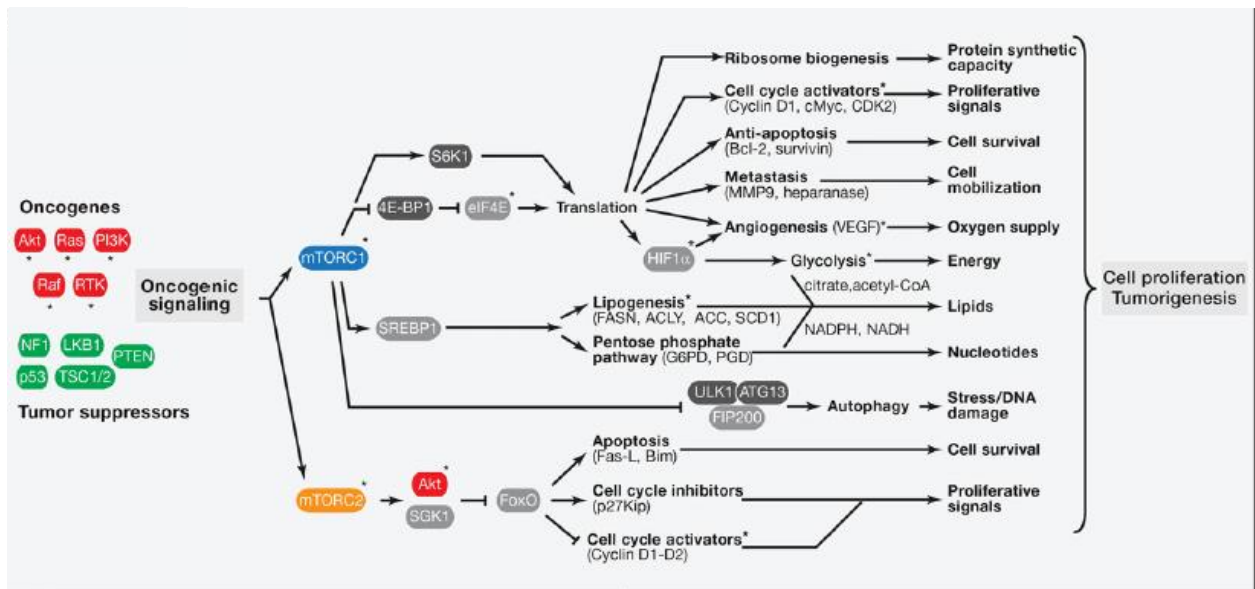 Oncogenes
Akt Ras PI3K
* * *
Raf RTK
* *
NF1 LKB1 PTEN
p53 TSC1/2
Tumor suppressors
Oncogenic
signaling
mTORC1*
mTORC2*
S6K1
4E-BP1 eIF4E* Translation
HIF1α*
SREBP1
Ribosome biogenesis
Protein synthetic
capacity
Cell cycle activators*
(Cyclin D1, cMyc, CDK2)
Proliferative
signals
Anti-apoptosis
(Bcl-2, survivin)
Cell survival
Metastasis
(MMP9, heparanase)
Cell
mobilization
Angiogenesis (VEGF)*
Oxygen supply
Glycolysis*
Energy
citrate,acetyl-CoA
Lipogenesis*
(FASN, ACLY, ACC, SCD1)
Lipids
NADPH, NADH
Pentose phosphate
pathway (G6PD, PGD)
Nucleotides
ULK1 ATG13
FIP200
Autophagy
Stress/DNA
damage
Akt*
SGK1
FoxO
Apoptosis
(Fas-L, Bim)
Cell survival
Cell cycle inhibitors
(p27Kip)
Proliferative
signals
Cell cycle activators*
(Cyclin D1-D2)
Cell proliferation
Tumorigenesis